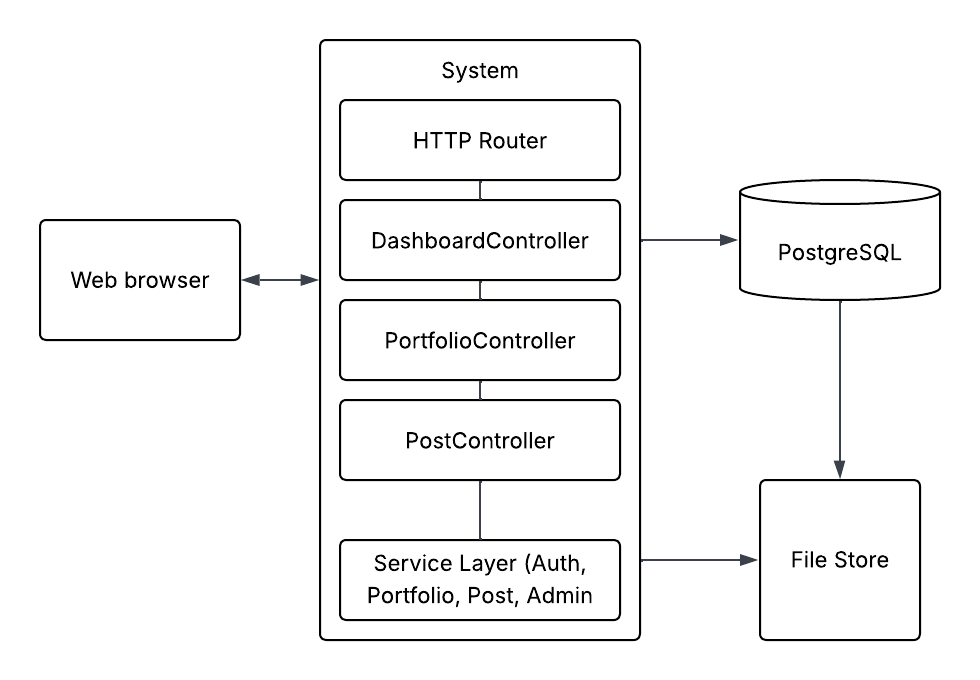 System
HTTP Router
DashboardController
PostgreSQL
Web browser
PortfolioController
PostController
Service Layer (Auth,
Portfolio, Post, Admin
File Store